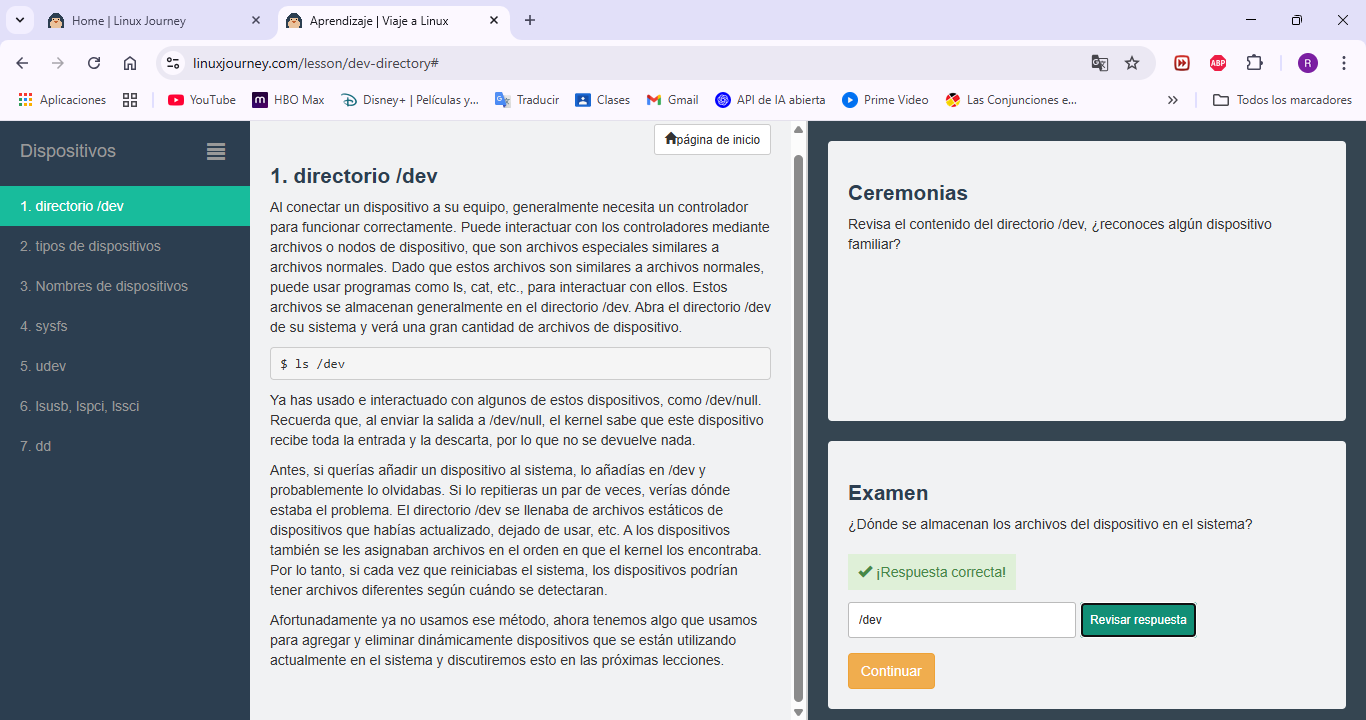 Home | Linux Journey
Aprendizaje | Viaje a Linux
linuxjourney.com/lesson/dev-directory#
ABP
R
Aplicaciones
YouTube
HBO Max
Disney+ | Películas y...
Traducir
Clases
Gmail
API de IA abierta
Prime Video
Las Conjunciones e...
Todos los marcadores
Dispositivos
1. directorio /dev
2. tipos de dispositivos
3. Nombres de dispositivos
4. sysfs
5. udev
6. lsusb, lspci, lssci
7. dd
página de inicio
1. directorio /dev
Al conectar un dispositivo a su equipo, generalmente necesita un controlador
para funcionar correctamente. Puede interactuar con los controladores mediante
archivos o nodos de dispositivo, que son archivos especiales similares a
archivos normales. Dado que estos archivos son similares a archivos normales,
puede usar programas como ls, cat, etc., para interactuar con ellos. Estos
archivos se almacenan generalmente en el directorio /dev. Abra el directorio /dev
de su sistema y verá una gran cantidad de archivos de dispositivo.
$ ls /dev
Ya has usado e interactuado con algunos de estos dispositivos, como /dev/null.
Recuerda que, al enviar la salida a /dev/null, el kernel sabe que este dispositivo
recibe toda la entrada y la descarta, por lo que no se devuelve nada.
Antes, si querías añadir un dispositivo al sistema, lo añadías en /dev y
probablemente lo olvidabas. Si lo repitieras un par de veces, verías dónde
estaba el problema. El directorio /dev se llenaba de archivos estáticos de
dispositivos que habías actualizado, dejado de usar, etc. A los dispositivos
también se les asignaban archivos en el orden en que el kernel los encontraba.
Por lo tanto, si cada vez que reiniciabas el sistema, los dispositivos podrían
tener archivos diferentes según cuándo se detectaran.
Afortunadamente ya no usamos ese método, ahora tenemos algo que usamos
para agregar y eliminar dinámicamente dispositivos que se están utilizando
actualmente en el sistema y discutiremos esto en las próximas lecciones.
Ceremonias
Revisa el contenido del directorio /dev, ¿reconoces algún dispositivo
familiar?
Examen
¿Dónde se almacenan los archivos del dispositivo en el sistema?
¡Respuesta correcta!
/dev
Revisar respuesta
Continuar